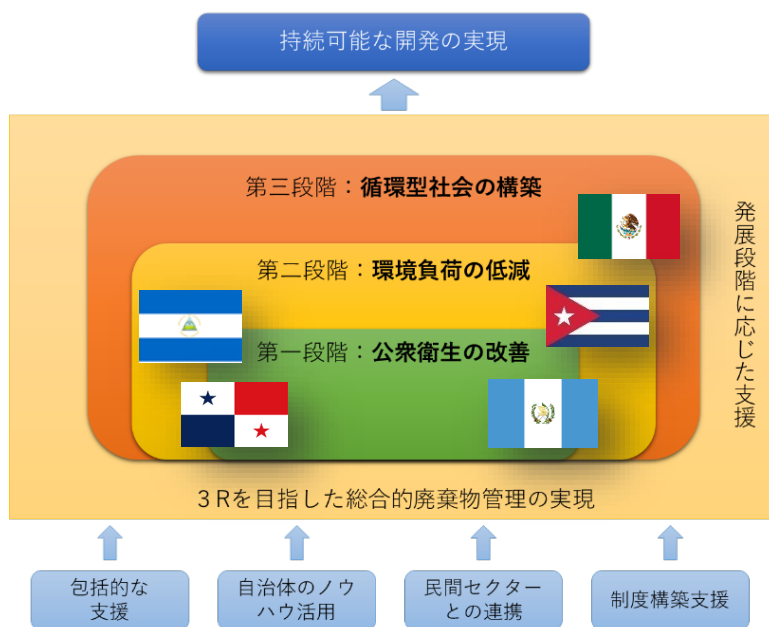 持続可能な開発の実現
第三段階：循環型社会の構築
第二段階：環境負荷の低減
第一段階：公衆衛生の改善
発展段階に応じた支援
３Rを目指した総合的廃棄物管理の実現
包括的な
支援
自治体のノウ
ハウ活用
民間セクター
との連携
制度構築支援